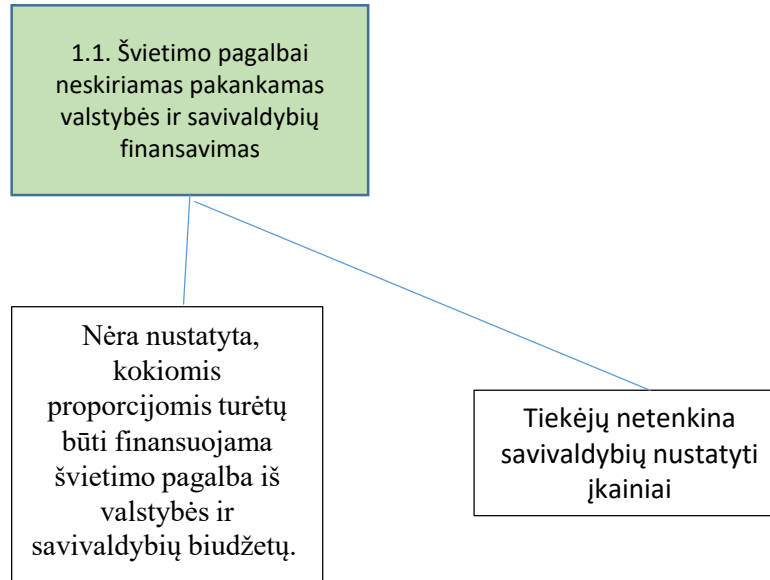 1.1. Švietimo pagalbai
neskiriamas pakankamas
valstybės ir savivaldybių
finansavimas
Nėra nustatyta,
kokiomis
proporcijomis turėtų
būti finansuojama
švietimo pagalba iš
valstybės ir
savivaldybių biudžetų.
Tiekėjų netenkina
savivaldybių nustatyti
įkainiai